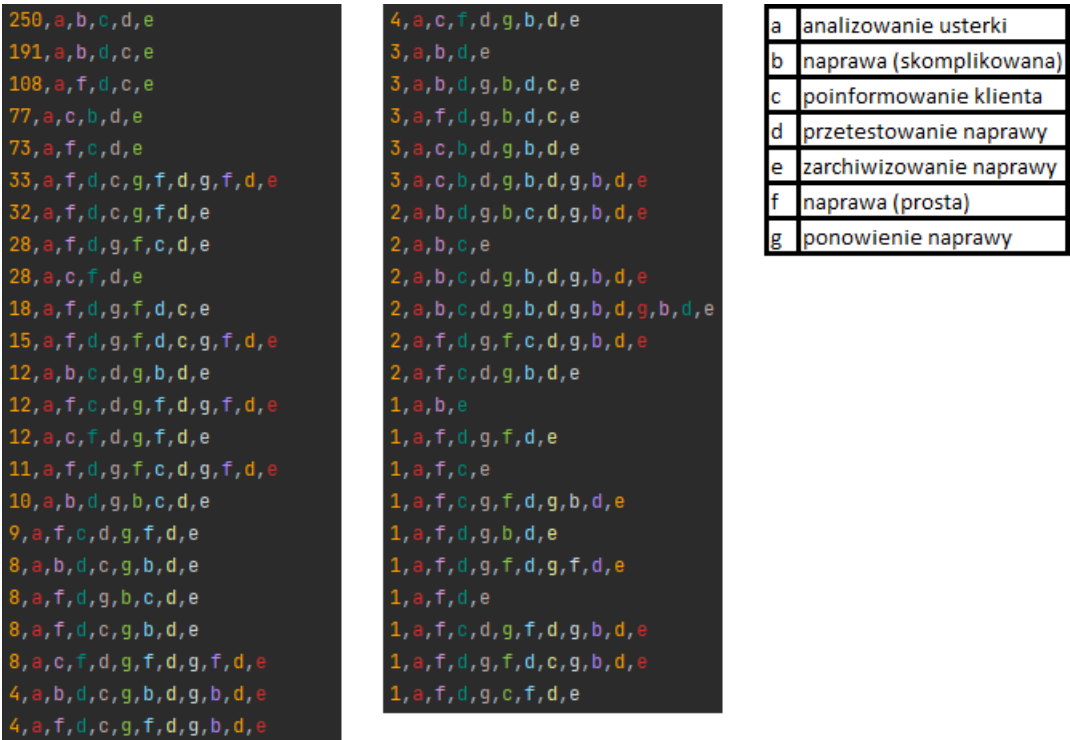 250,a,b,c,d,e
191,a,b,d,c,e
108,a,f,d,c,e
77,a,c,b,d,e
73,a,f,c,d,e
33,a,f,d,c,g,f,d,g,f,d,e
32,a,f,d,c,g,f,d,e
28,a,f,d,g,f,c,d,e
28,a,c,f,d,e
18,a,f,d,g,f,d,c,e
15,a,f,d,g,f,d,c,g,f,d,e
12,a,b,c,d,g,b,d,e
12,a,f,c,d,g,f,d,g,f,d,e
12,a,c,f,d,g,f,d,e
11,a,f,d,g,f,c,d,g,f,d,e
10,a,b,d,g,b,c,d,e
9,a,f,c,d,g,f,d,e
8,a,b,d,c,g,b,d,e
8,a,f,d,g,b,c,d,e
8,a,f,d,c,g,b,d,e
8,a,c,f,d,g,f,d,g,f,d,e
4,a,b,d,c,g,b,d,g,b,d,e
4,a,f,d,c,g,f,d,g,b,d,e
4,a,c,f,d,g,b,d,e
3,a,b,d,e
3,a,b,d,g,b,d,c,e
3,a,f,d,g,b,d,c,e
3,a,c,b,d,g,b,d,e
3,a,c,b,d,g,b,d,g,b,d,e
2,a,b,d,g,b,c,d,g,b,d,e
2,a,b,c,e
2,a,b,c,d,g,b,d,g,b,d,e
2,a,b,c,d,g,b,d,g,b,d,g,b,d,e
2,a,f,d,g,f,c,d,g,b,d,e
2,a,f,c,d,g,b,d,e
1,a,b,e
1,a,f,d,g,f,d,e
1,a,f,c,e
1,a,f,c,g,f,d,g,b,d,e
1,a,f,d,g,b,d,e
1,a,f,d,g,f,d,g,f,d,e
1,a,f,d,e
1,a,f,c,d,g,f,d,g,b,d,e
1,a,f,d,g,f,d,c,g,b,d,e
1,a,f,d,g,c,f,d,e
a analizowanie usterki
b naprawa (skomplikowana)
c poinformowanie klienta
d przetestowanie naprawy
e zarchiwizowanie naprawy
f naprawa (prosta)
g ponowienie naprawy